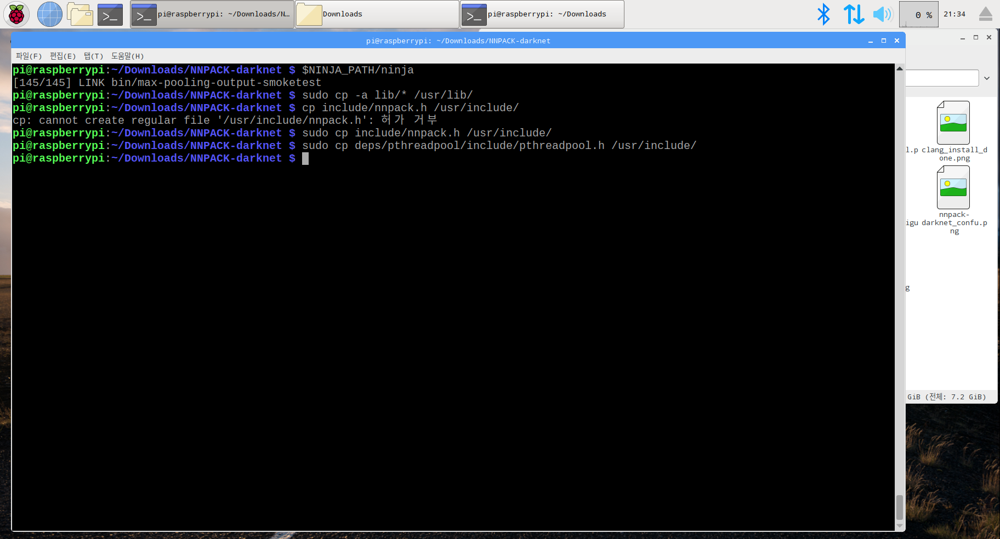 pi@raspberrypi: ~/Downloads/N...
Downloads
pi@raspberrypi: ~/Downloads
0 %
21:34
pi@raspberrypi: ~/Downloads/NNPACK-darknet
파일(F) 편집(E) 탭(T) 도움말(H)
pi@raspberrypi:~/Downloads/NNPACK-darknet $ $NINJA_PATH/ninja
[145/145] LINK bin/max-pooling-output-smoketest
pi@raspberrypi:~/Downloads/NNPACK-darknet $ sudo cp -a lib/* /usr/lib/
pi@raspberrypi:~/Downloads/NNPACK-darknet $ cp include/nnpack.h /usr/include/
cp: cannot create regular file '/usr/include/nnpack.h': 허가 거부
pi@raspberrypi:~/Downloads/NNPACK-darknet $ sudo cp include/nnpack.h /usr/include/
pi@raspberrypi:~/Downloads/NNPACK-darknet $ sudo cp deps/pthreadpool/include/pthreadpool.h /usr/include/
pi@raspberrypi:~/Downloads/NNPACK-darknet $
l.p clang_install_d
one.png
nnpack-
igu darknet_confu.p
ng
g
GiB (전체: 7.2 GiB)